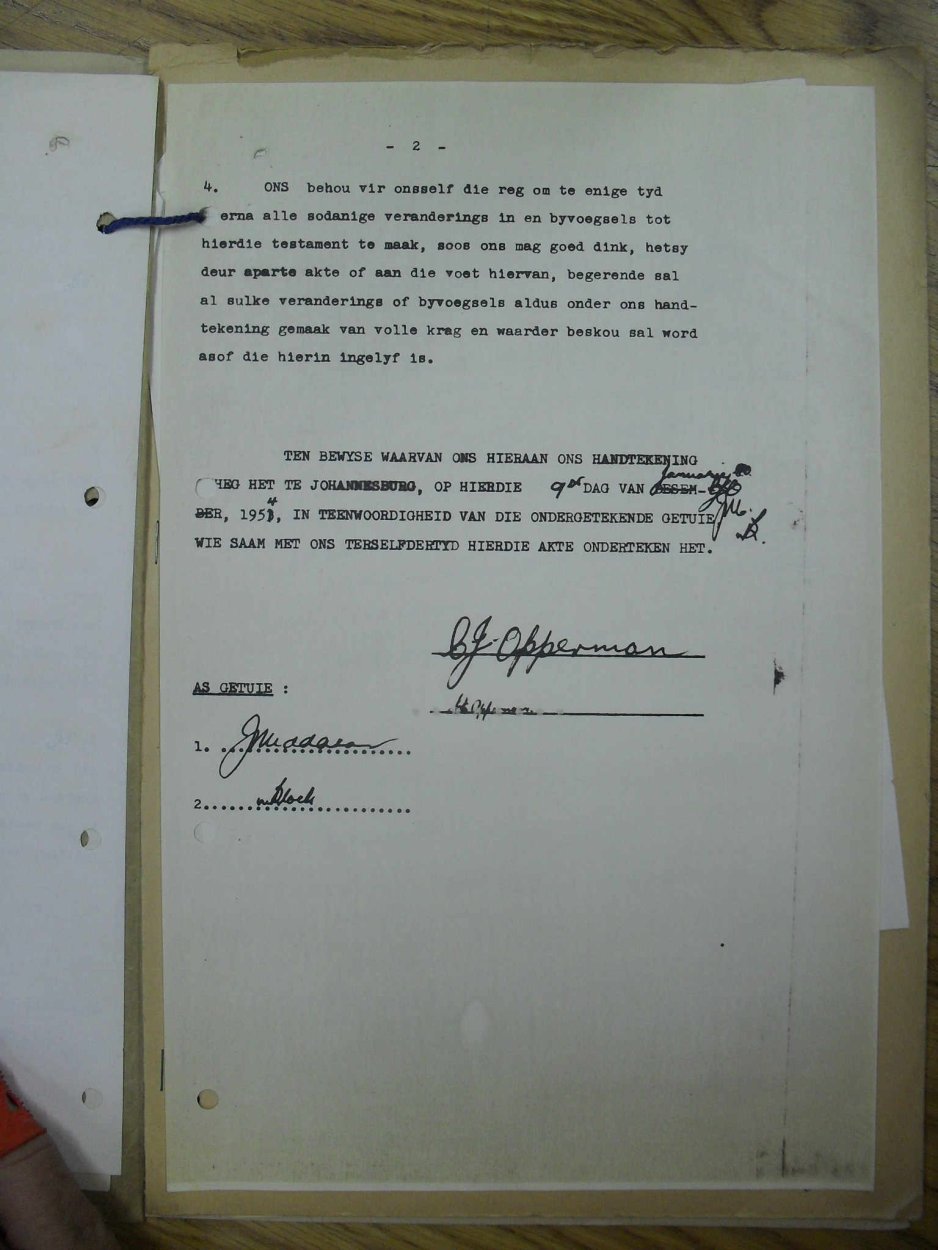 - 2 -
4. ONS behou vir onsself die reg om te enige tyd
erna alle sodanige veranderings in en byvoegsels tot
hierdie testament te maak, soos ons mag goed dink, hetsy
deur aparte akte of aan die voet hiervan, begerende sal
al sulke veranderings of byvoegsels aldus onder ons hand-
tekening gemaak van volle krag en waarder beskou sal word
asof die hierin ingelyf is.
TEN BEWYSE WAARVAN ONS HIERAAN ONS HANDTEKENING
januarie
HEG HET TE JOHANNESBURG, OP HIERDIE 9de DAG VAN DESEM-
BER, 1954, IN TEENWOORDIGHEID VAN DIE ONDERGETEKENDE GETUIE
WIE SAAM MET ONS TERSELFDERTYD HIERDIE AKTE ONDERTEKEN HET.
CJ Opperman
AS GETUIE :
1.
2.